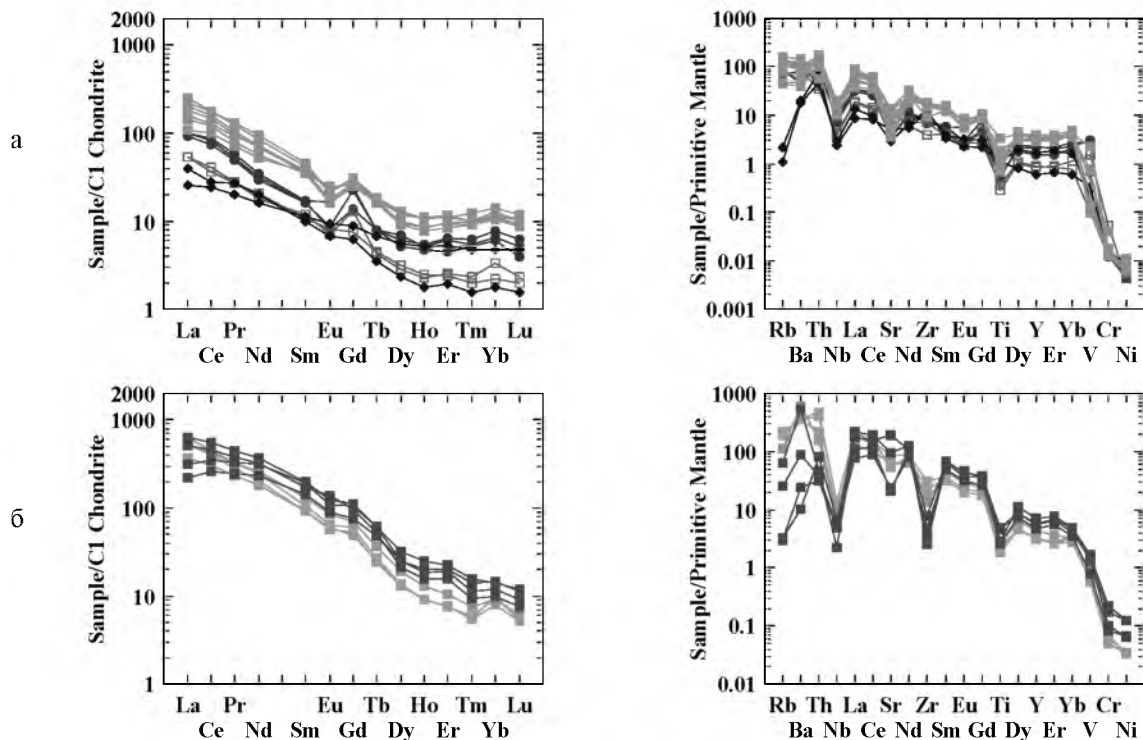 а
Sample/C1 Chondrite
2000
1000
100
10
1
La Pr Eu Tb Ho Tm Lu
Ce Nd Sm Gd Dy Er Yb
Sample/Primitive Mantle
1000
100
10
1
0.1
0.01
0.001
Rb Th La Sr Zr Eu Ti Y Yb Cr
Ba Nb Ce Nd Sm Gd Dy Er V Ni
б
Sample/C1 Chondrite
2000
1000
100
10
1
La Pr Eu Tb Ho Tm Lu
Ce Nd Sm Gd Dy Er Yb
Sample/Primitive Mantle
1000
100
10
1
0.1
0.01
Rb Th La Sr Zr Eu Ti Y Yb Cr
Ba Nb Ce Nd Sm Gd Dy Er V Ni